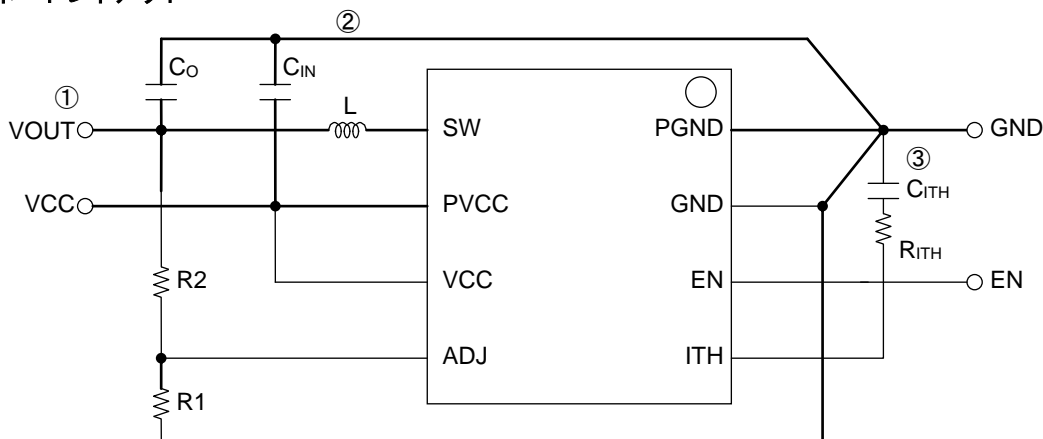 ②
Co
CIN
①
L
VOUT
SW
PGND
GND
③
CITH
VCC
PVCC
GND
RITH
R2
VCC
EN
EN
ADJ
ITH
R1